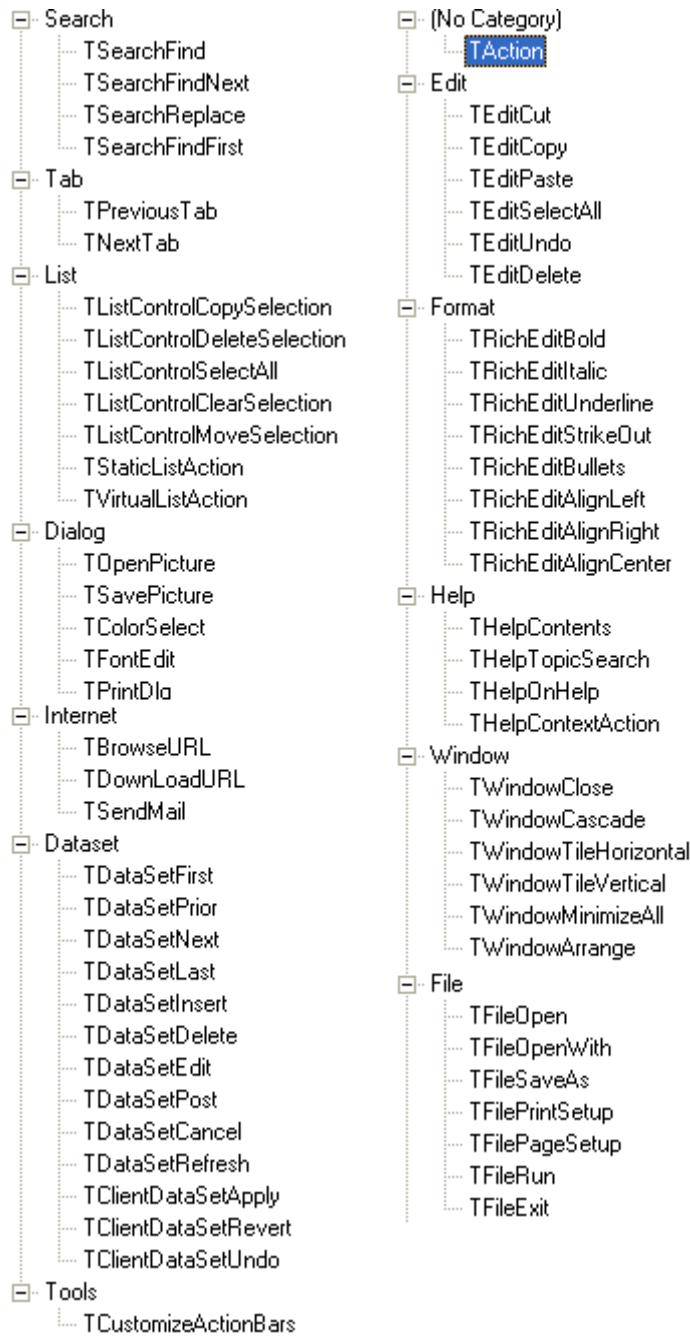 Search
TSearchFind
TSearchFindNext
TSearchReplace
TSearchFindFirst
Tab
TPreviousTab
TNextTab
List
TListControlCopySelection
TListControlDeleteSelection
TListControlSelectAll
TListControlClearSelection
TListControlMoveSelection
TStaticListAction
TVirtualListAction
Dialog
TOpenPicture
TSavePicture
TColorSelect
TFontEdit
TPrintDlg
Internet
TBrowseURL
TDownLoadURL
TSendMail
Dataset
TDataSetFirst
TDataSetPrior
TDataSetNext
TDataSetLast
TDataSetInsert
TDataSetDelete
TDataSetEdit
TDataSetPost
TDataSetCancel
TDataSetRefresh
TClientDataSetApply
TClientDataSetRevert
TClientDataSetUndo
Tools
TCustomizeActionBars
(No Category)
TAction
Edit
TEditCut
TEditCopy
TEditPaste
TEditSelectAll
TEditUndo
TEditDelete
Format
TRichEditBold
TRichEditItalic
TRichEditUnderline
TRichEditStrikeOut
TRichEditBullets
TRichEditAlignLeft
TRichEditAlignRight
TRichEditAlignCenter
Help
THelpContents
THelpTopicSearch
THelpOnHelp
THelpContextAction
Window
TWindowClose
TWindowCascade
TWindowTileHorizontal
TWindowTileVertical
TWindowMinimizeAll
TWindowArrange
File
TFileOpen
TFileOpenWith
TFileSaveAs
TFilePrintSetup
TFilePageSetup
TFileRun
TFileExit